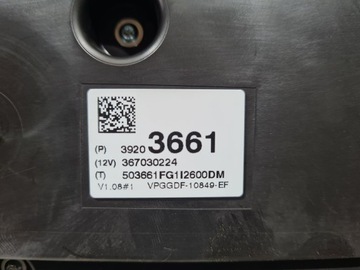 (P) 3920 3661
(12V) 367030224
(T) 503661FG1I2600DM
V1.08#1 VPGGDF-10849-EF